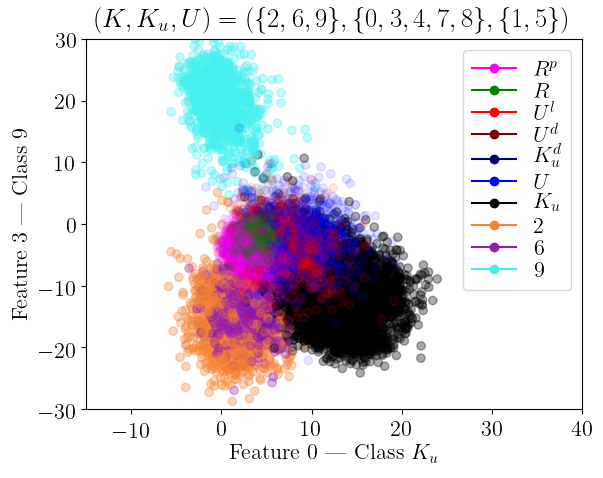 (K, K_u, U) = ({2, 6, 9}, {0, 3, 4, 7, 8}, {1, 5})
30
20
10
0
−10
−20
−30
Feature 3 — Class 9
R^p
R
U^l
U^d
K_u^d
U
K_u
2
6
9
−10
0
10
20
30
40
Feature 0 — Class K_u